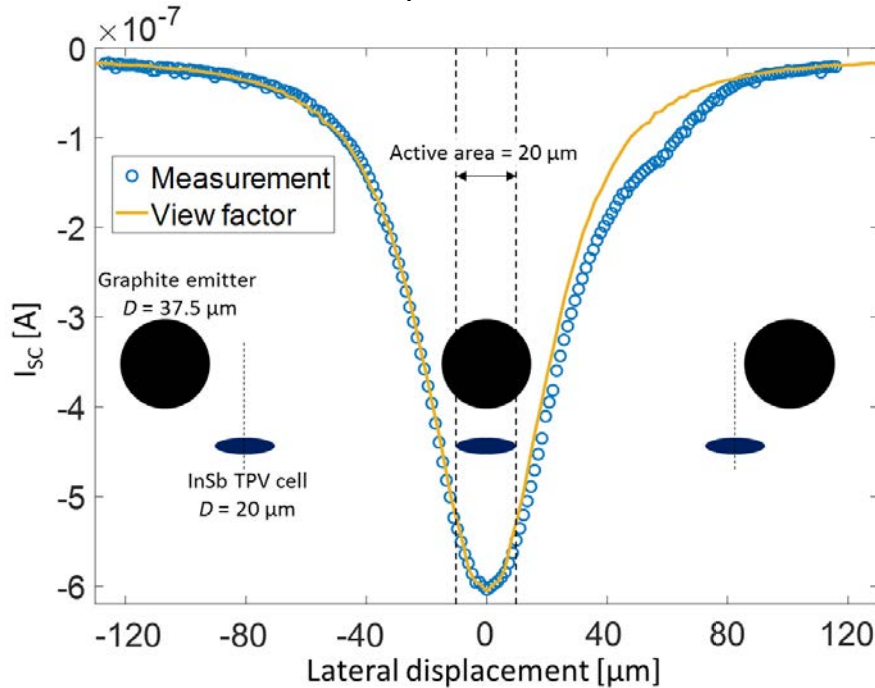 × 10⁻⁷
0
-1
-2
-3
-4
-5
-6
I_SC [A]
Active area = 20 μm
Measurement
View factor
Graphite emitter
D = 37.5 μm
InSb TPV cell
D = 20 μm
-120 -80 -40 0 40 80 120
Lateral displacement [μm]